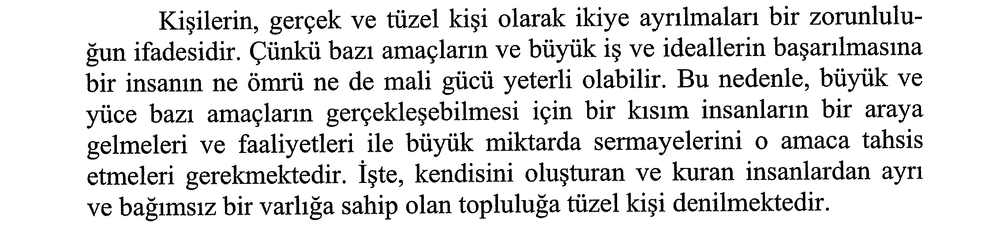 Kişilerin, gerçek ve tüzel kişi olarak ikiye ayrılmaları bir zorunlulu-
ğun ifadesidir. Çünkü bazı amaçların ve büyük iş ve ideallerin başarılmasına
bir insanın ne ömrü ne de mali gücü yeterli olabilir. Bu nedenle, büyük ve
yüce bazı amaçların gerçekleşebilmesi için bir kısım insanların bir araya
gelmeleri ve faaliyetleri ile büyük miktarda sermayelerini o amaca tahsis
etmeleri gerekmektedir. İşte, kendisini oluşturan ve kuran insanlardan ayrı
ve bağımsız bir varlığa sahip olan topluluğa tüzel kişi denilmektedir.